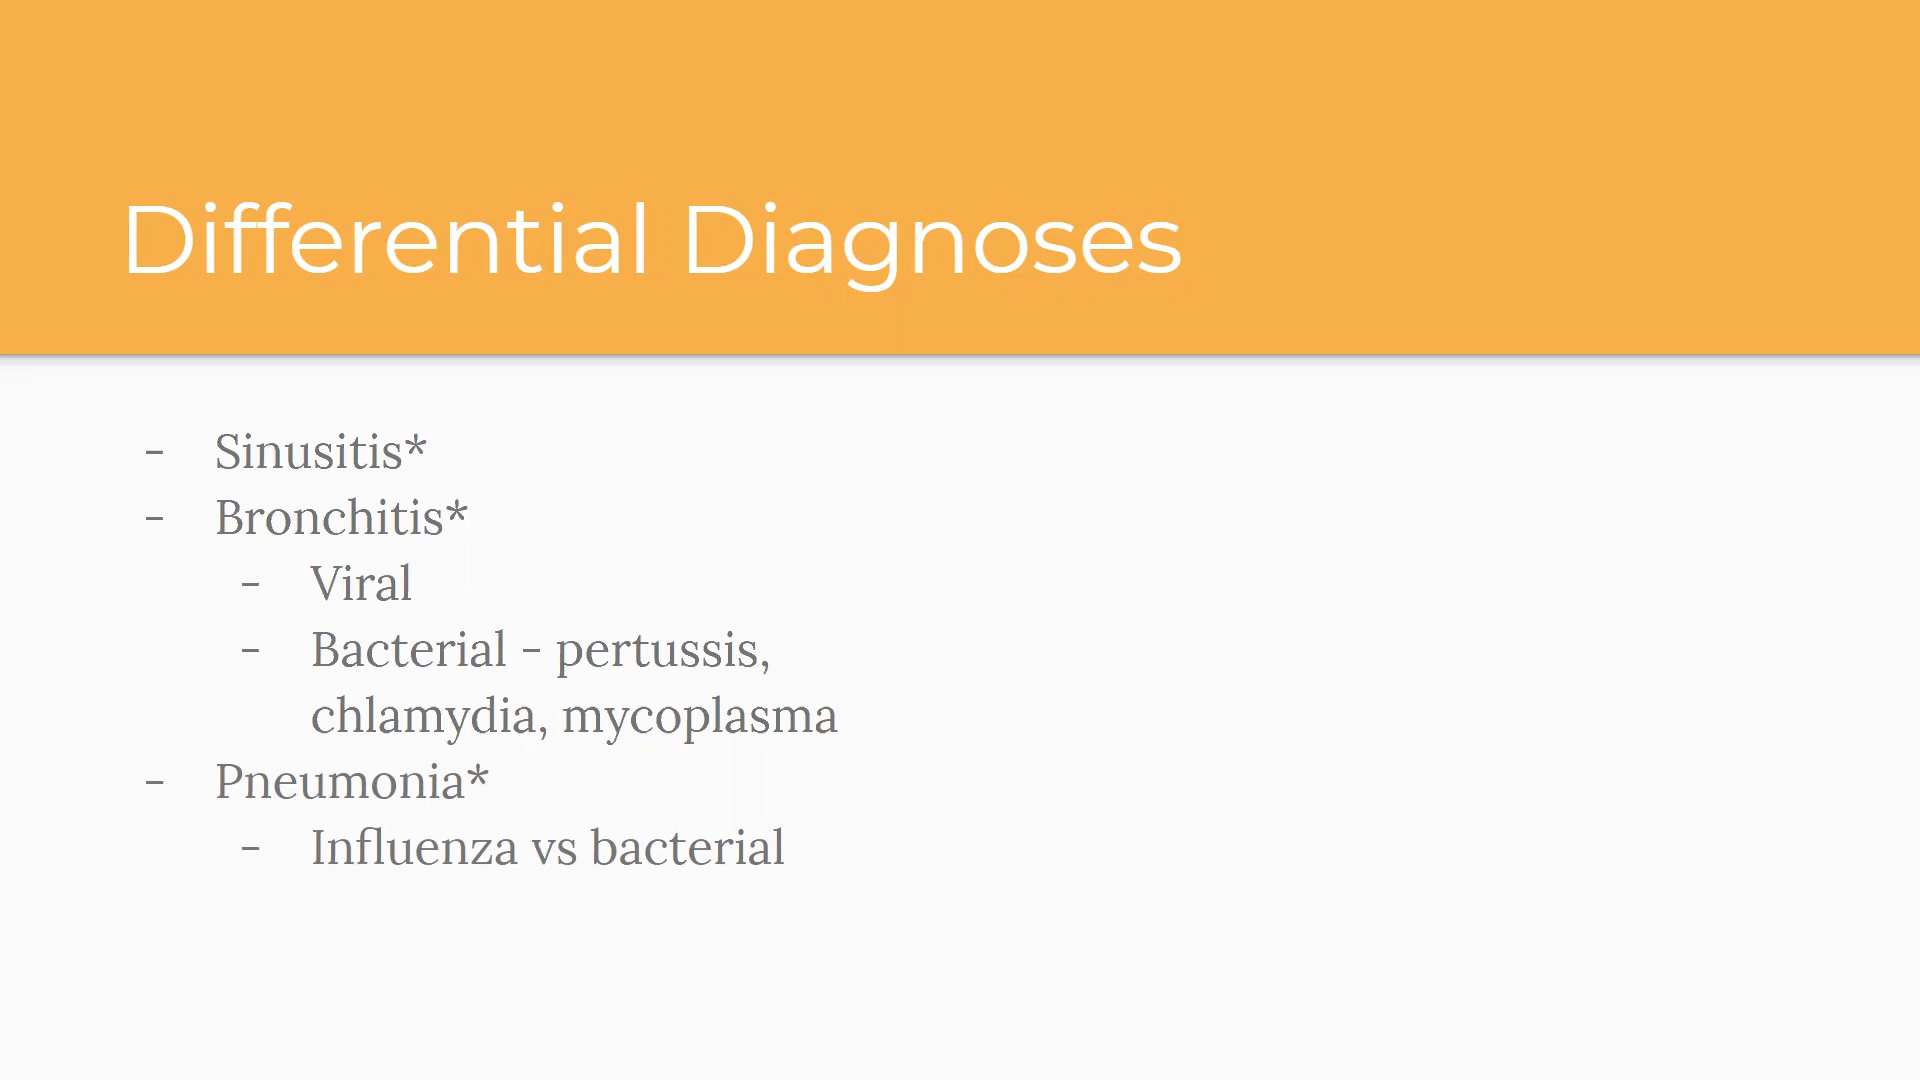 Differential Diagnoses
- Sinusitis*
- Bronchitis*
- Viral
- Bacterial - pertussis,
chlamydia, mycoplasma
- Pneumonia*
- Influenza vs bacterial